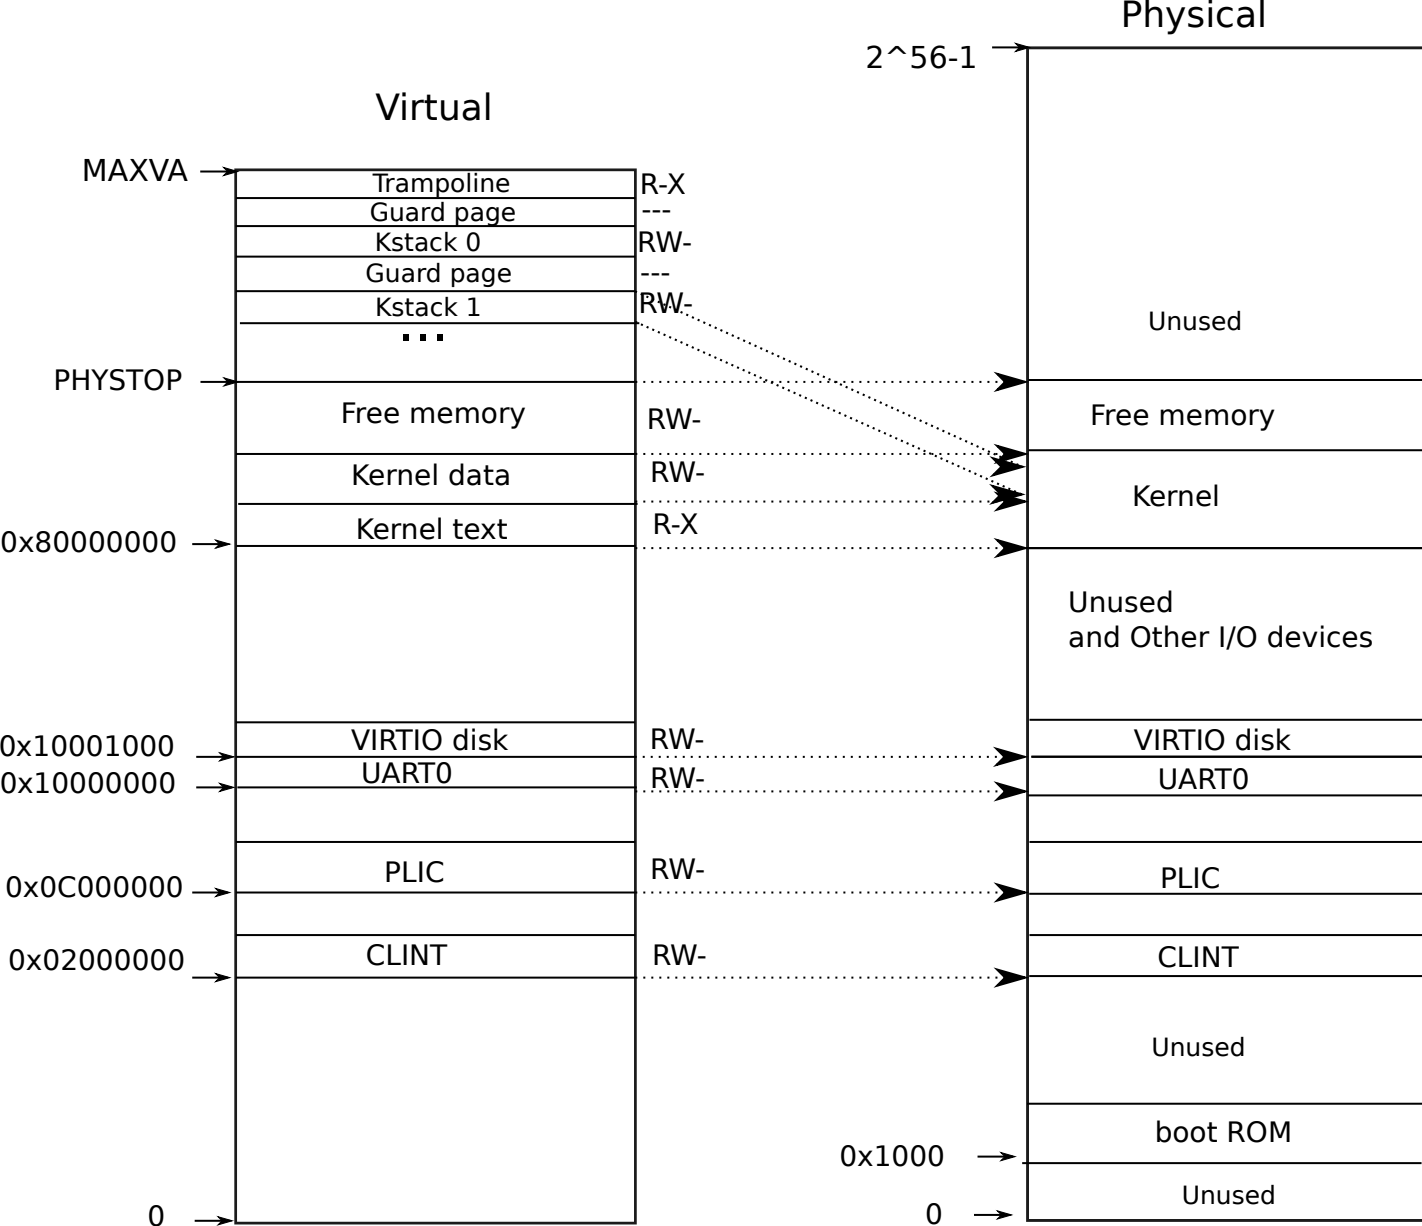 Physical
2^56-1
Virtual
MAXVA
Trampoline
R-X
Guard page
---
Kstack 0
RW-
Guard page
---
Kstack 1
RW-
...
Unused
PHYSTOP
Free memory
RW-
Free memory
Kernel data
RW-
Kernel
Kernel text
R-X
0x80000000
Unused
and Other I/O devices
0x10001000
VIRTIO disk
RW-
VIRTIO disk
0x10000000
UART0
RW-
UART0
0x0C000000
PLIC
RW-
PLIC
0x02000000
CLINT
RW-
CLINT
Unused
boot ROM
0x1000
Unused
0
0